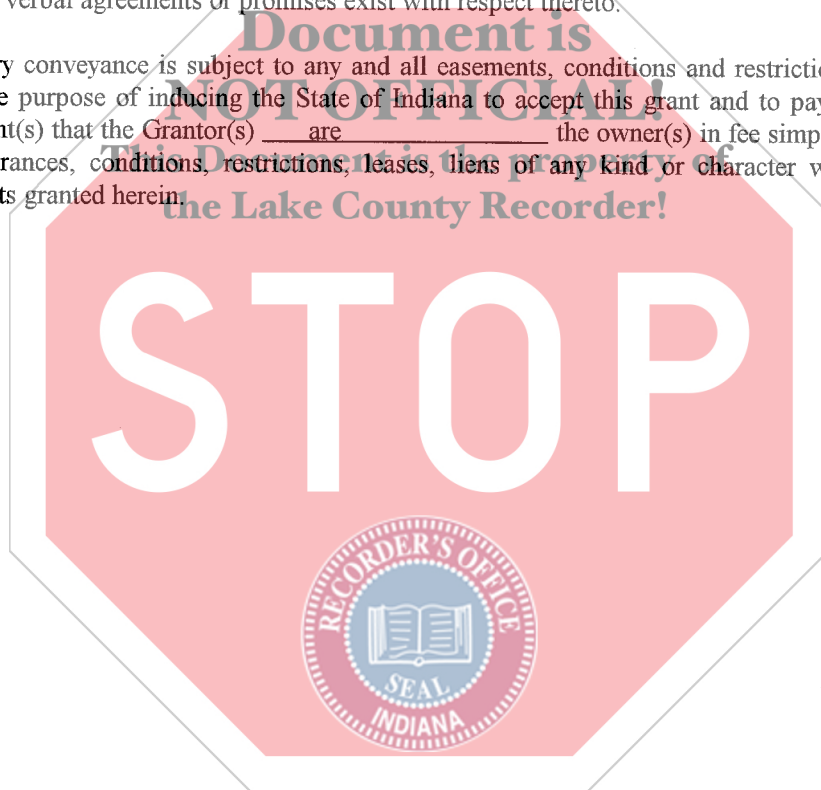 verbal agreements or promises exist with respect thereto.
Document is
ry conveyance is subject to any and all easements, conditions and restricti
NOT OFFICIAL!
e purpose of inducing the State of Indiana to accept this grant and to pay
nt(s) that the Grantor(s) are the owner(s) in fee simp
This Document is the property of
rances, conditions, restrictions, leases, liens of any kind or character w
ts granted herein.
the Lake County Recorder!
STOP
RECORDER'S OFFICE
SEAL
INDIANA